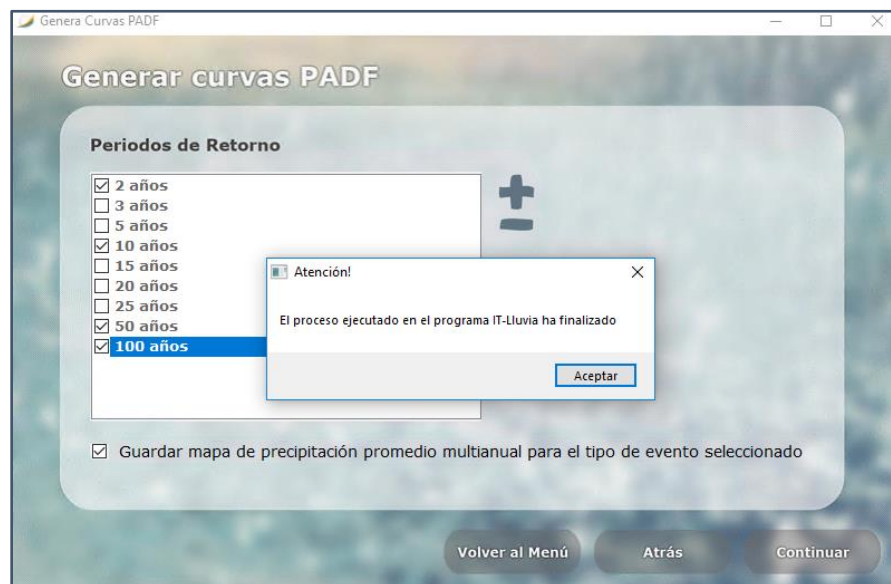 Genera Curvas PADF
Generar curvas PADF
Periodos de Retorno
2 años
3 años
5 años
10 años
15 años
20 años
25 años
50 años
100 años
Atención!
El proceso ejecutado en el programa IT-Lluvia ha finalizado
Aceptar
Guardar mapa de precipitación promedio multianual para el tipo de evento seleccionado
Volver al Menú Atrás Continuar